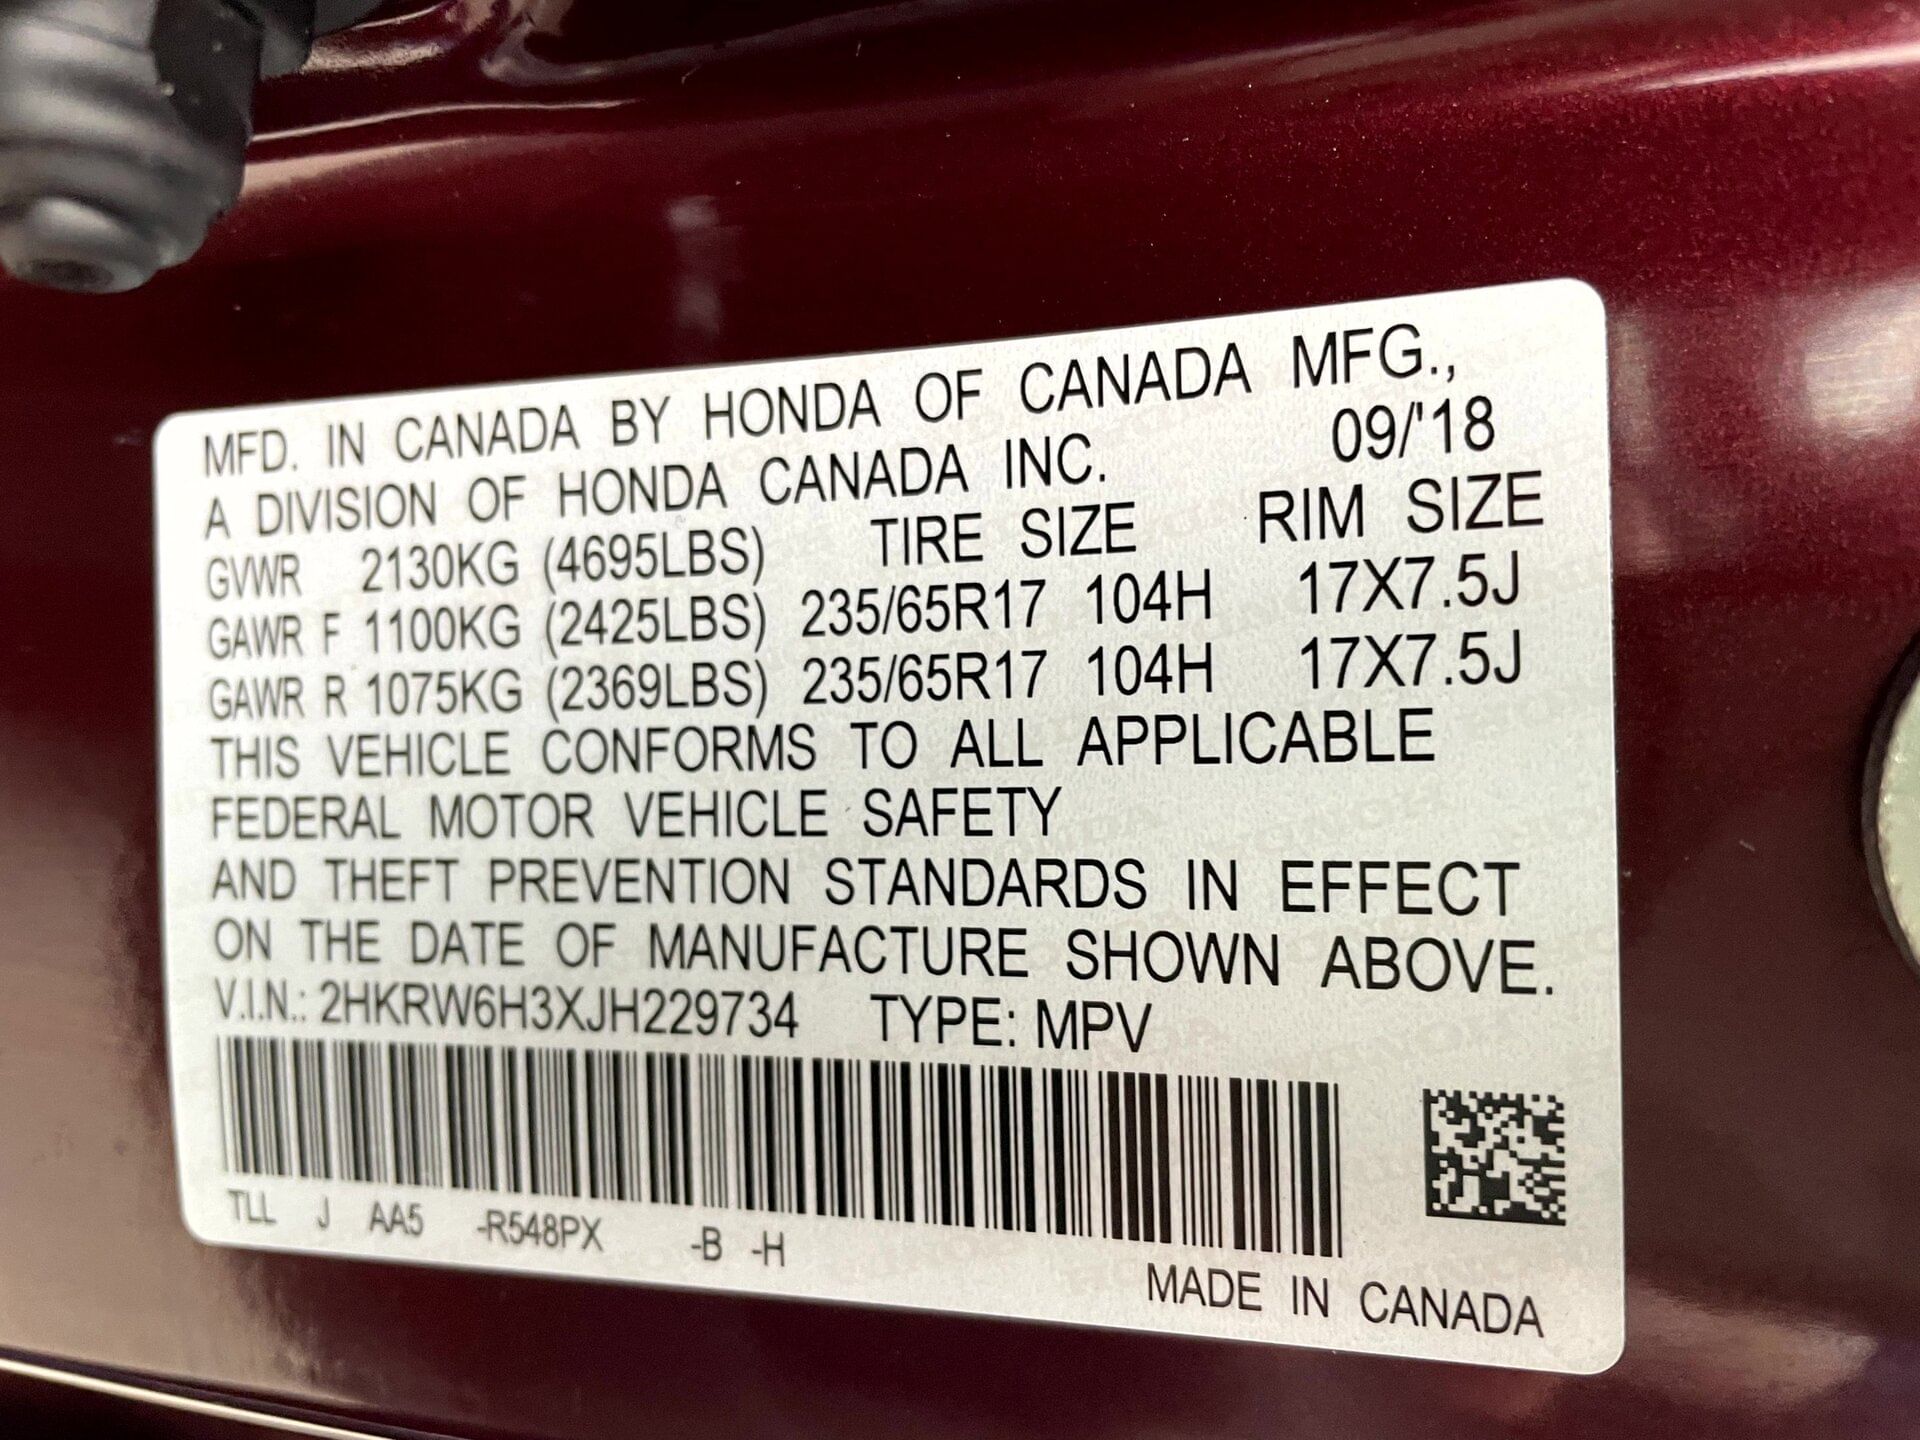 MFD. IN CANADA BY HONDA OF CANADA MFG.,
A DIVISION OF HONDA CANADA INC. 09/'18
GVWR 2130KG (4695LBS) TIRE SIZE RIM SIZE
GAWR F 1100KG (2425LBS) 235/65R17 104H 17X7.5J
GAWR R 1075KG (2369LBS) 235/65R17 104H 17X7.5J
THIS VEHICLE CONFORMS TO ALL APPLICABLE
FEDERAL MOTOR VEHICLE SAFETY
AND THEFT PREVENTION STANDARDS IN EFFECT
ON THE DATE OF MANUFACTURE SHOWN ABOVE.
V.I.N.: 2HKRW6H3XJH229734 TYPE: MPV
TLL J AA5 -R548PX -B -H
MADE IN CANADA